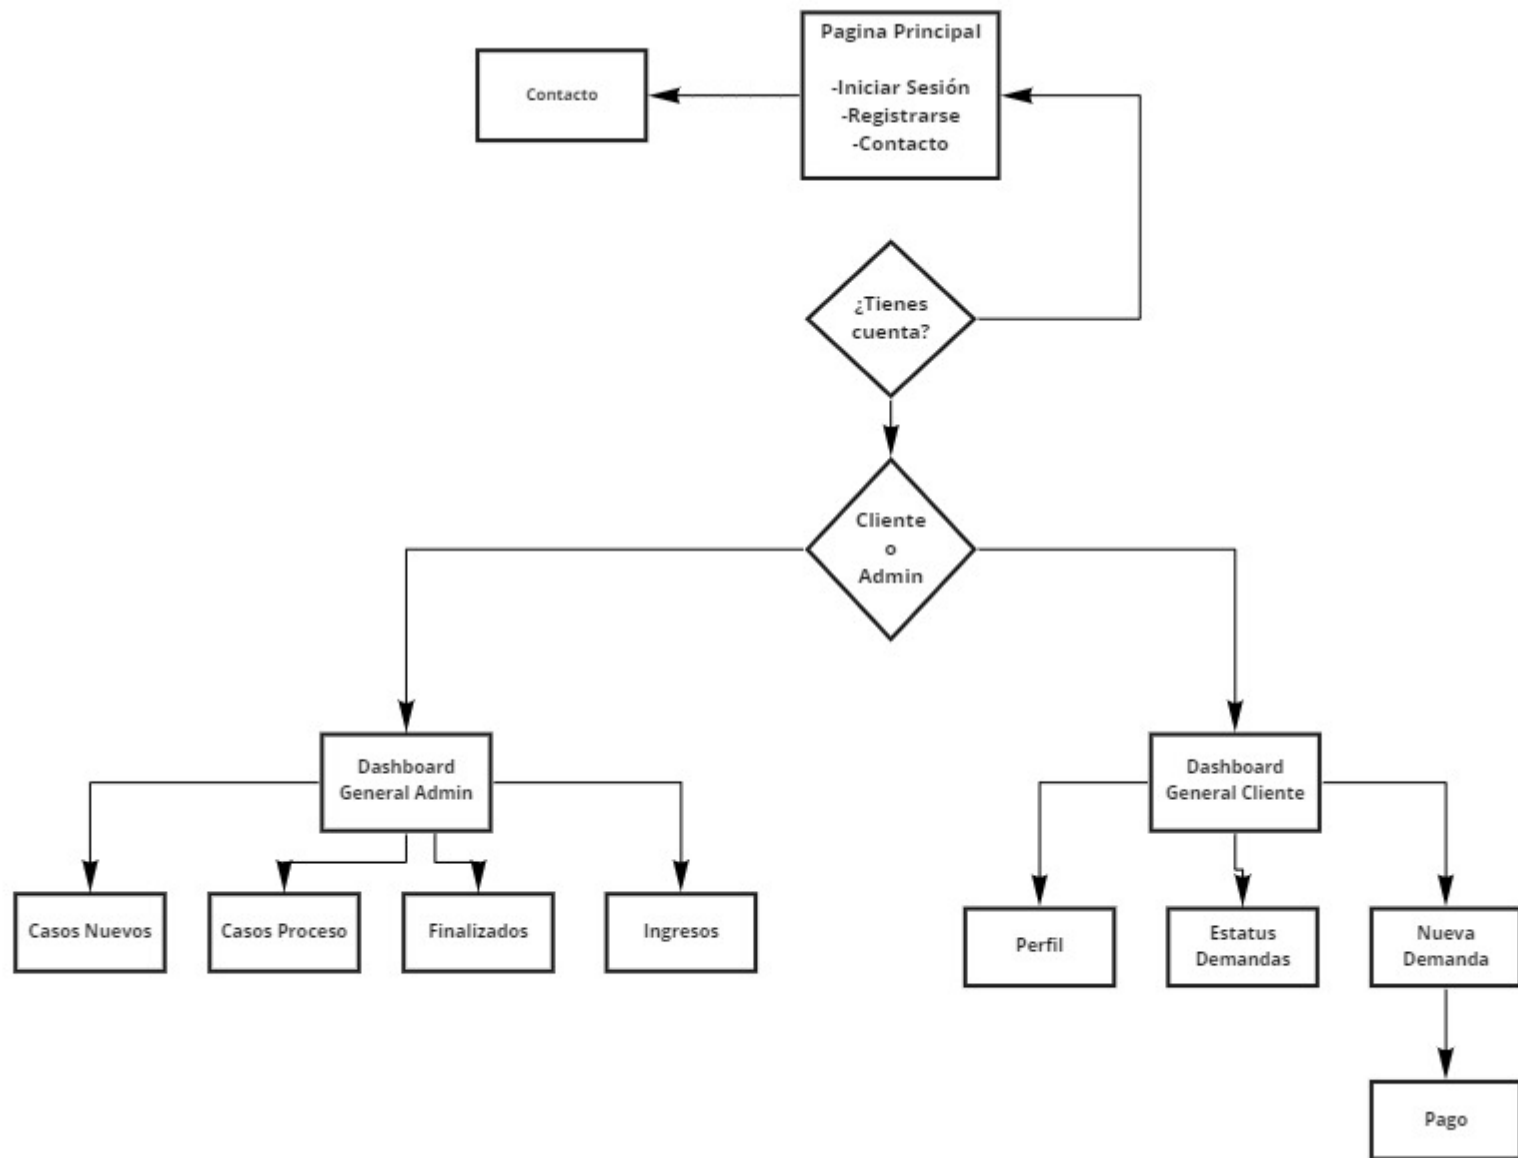 Pagina Principal
-Iniciar Sesión
-Registrarse
-Contacto
Contacto
¿Tienes
cuenta?
Cliente
o
Admin
Dashboard
General Admin
Dashboard
General Cliente
Casos Nuevos
Casos Proceso
Finalizados
Ingresos
Perfil
Estatus
Demandas
Nueva
Demanda
Pago